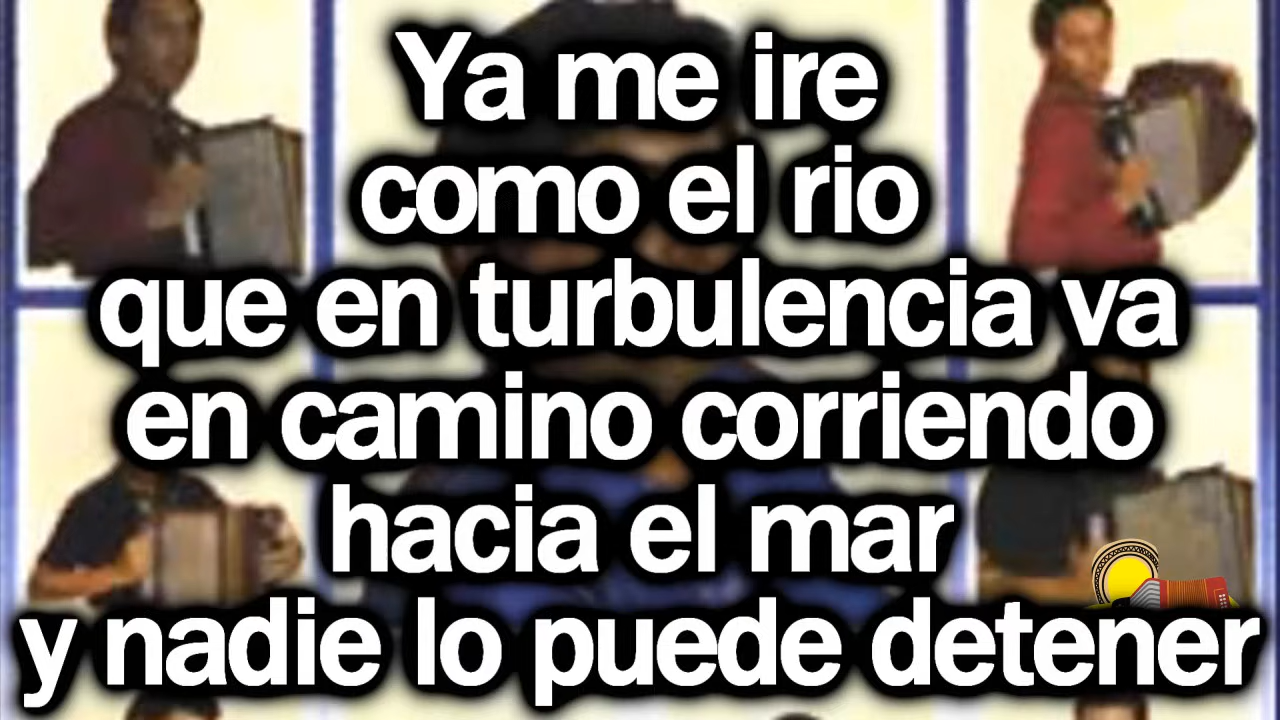 Ya me ire
como el rio
que en turbulencia va
en camino corriendo
hacia el mar
y nadie lo puede detener